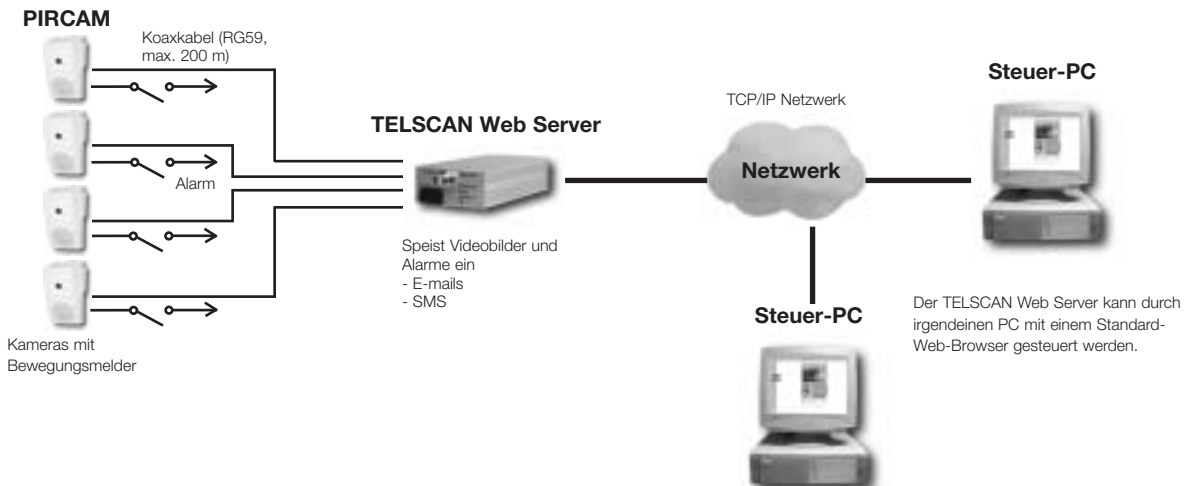 PIRCAM
Koaxkabel (RG59,
max. 200 m)
Alarm
Kameras mit
Bewegungsmelder
TELSCAN Web Server
Speist Videobilder und
Alarme ein
- E-mails
- SMS
TCP/IP Netzwerk
Netzwerk
Steuer-PC
Steuer-PC
Der TELSCAN Web Server kann durch
irgendeinen PC mit einem Standard-
Web-Browser gesteuert werden.